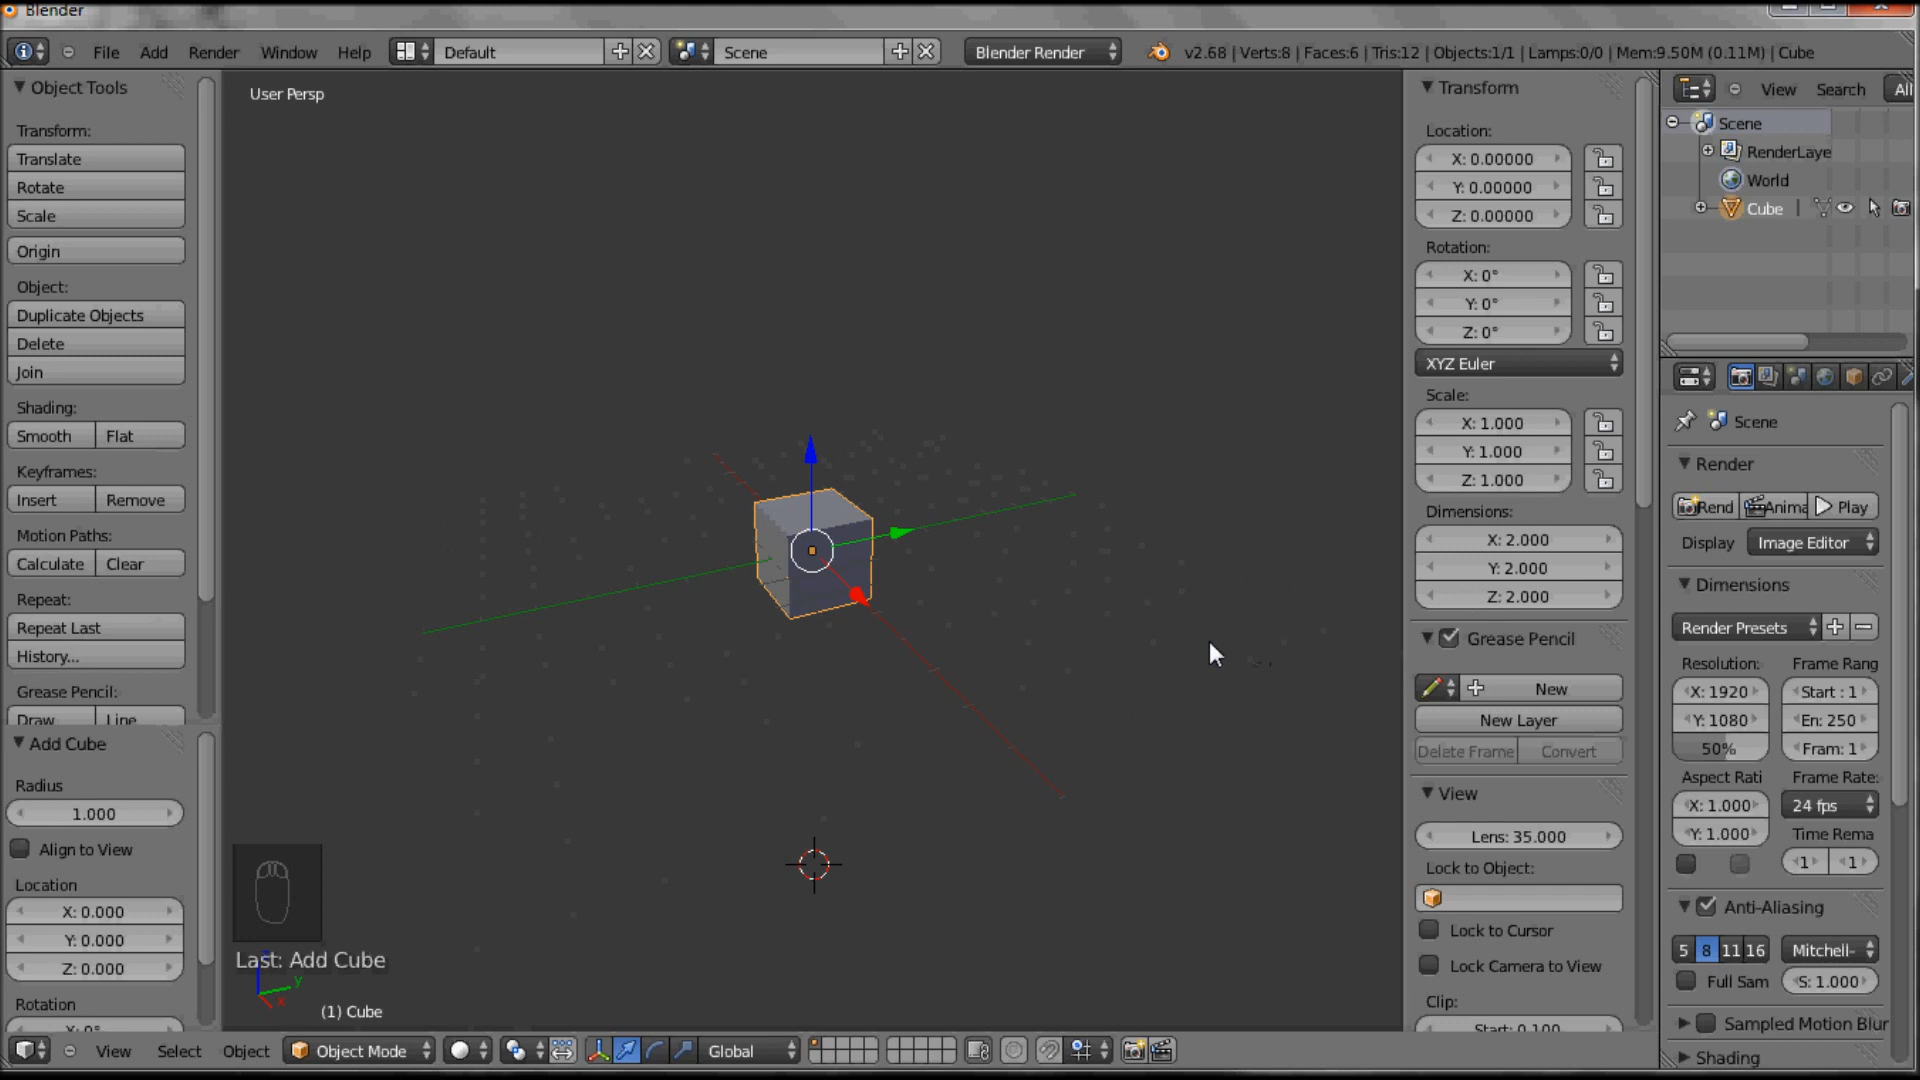 Blender
File Add Render Window Help Default Scene Blender Render v2.68 | Verts:8 | Faces:6 | Tris:12 | Objects:1/1 | Lamps:0/0 | Mem:9.50M (0.11M) | Cube
Object Tools
Transform:
Translate
Rotate
Scale
Origin
Object:
Duplicate Objects
Delete
Join
Shading:
Smooth Flat
Keyframes:
Insert Remove
Motion Paths:
Calculate Clear
Repeat:
Repeat Last
History...
Grease Pencil:
Draw Line
Add Cube
Radius
1.000
Align to View
Location
X: 0.000
Y: 0.000
Z: 0.000
Rotation
X: 0°
User Persp
Last: Add Cube
y
x
(1) Cube
View Select Object Object Mode Global
Transform
Location:
X: 0.00000
Y: 0.00000
Z: 0.00000
Rotation:
X: 0°
Y: 0°
Z: 0°
XYZ Euler
Scale:
X: 1.000
Y: 1.000
Z: 1.000
Dimensions:
X: 2.000
Y: 2.000
Z: 2.000
Grease Pencil
New
New Layer
Delete Frame Convert
View
Lens: 35.000
Lock to Object:
Lock to Cursor
Lock Camera to View
Clip:
Start: 0.100
View Search All
Scene
RenderLaye
World
Cube |
Scene
Render
Rend Anima Play
Display Image Editor
Dimensions
Render Presets
Resolution: Frame Rang
X: 1920 Start : 1
Y: 1080 En: 250
50% Fram: 1
Aspect Rati Frame Rate:
X: 1.000 24 fps
Y: 1.000 Time Rema
1 1
Anti-Aliasing
5 8 11 16 Mitchell-
Full Sam S: 1.000
Sampled Motion Blur
Shading